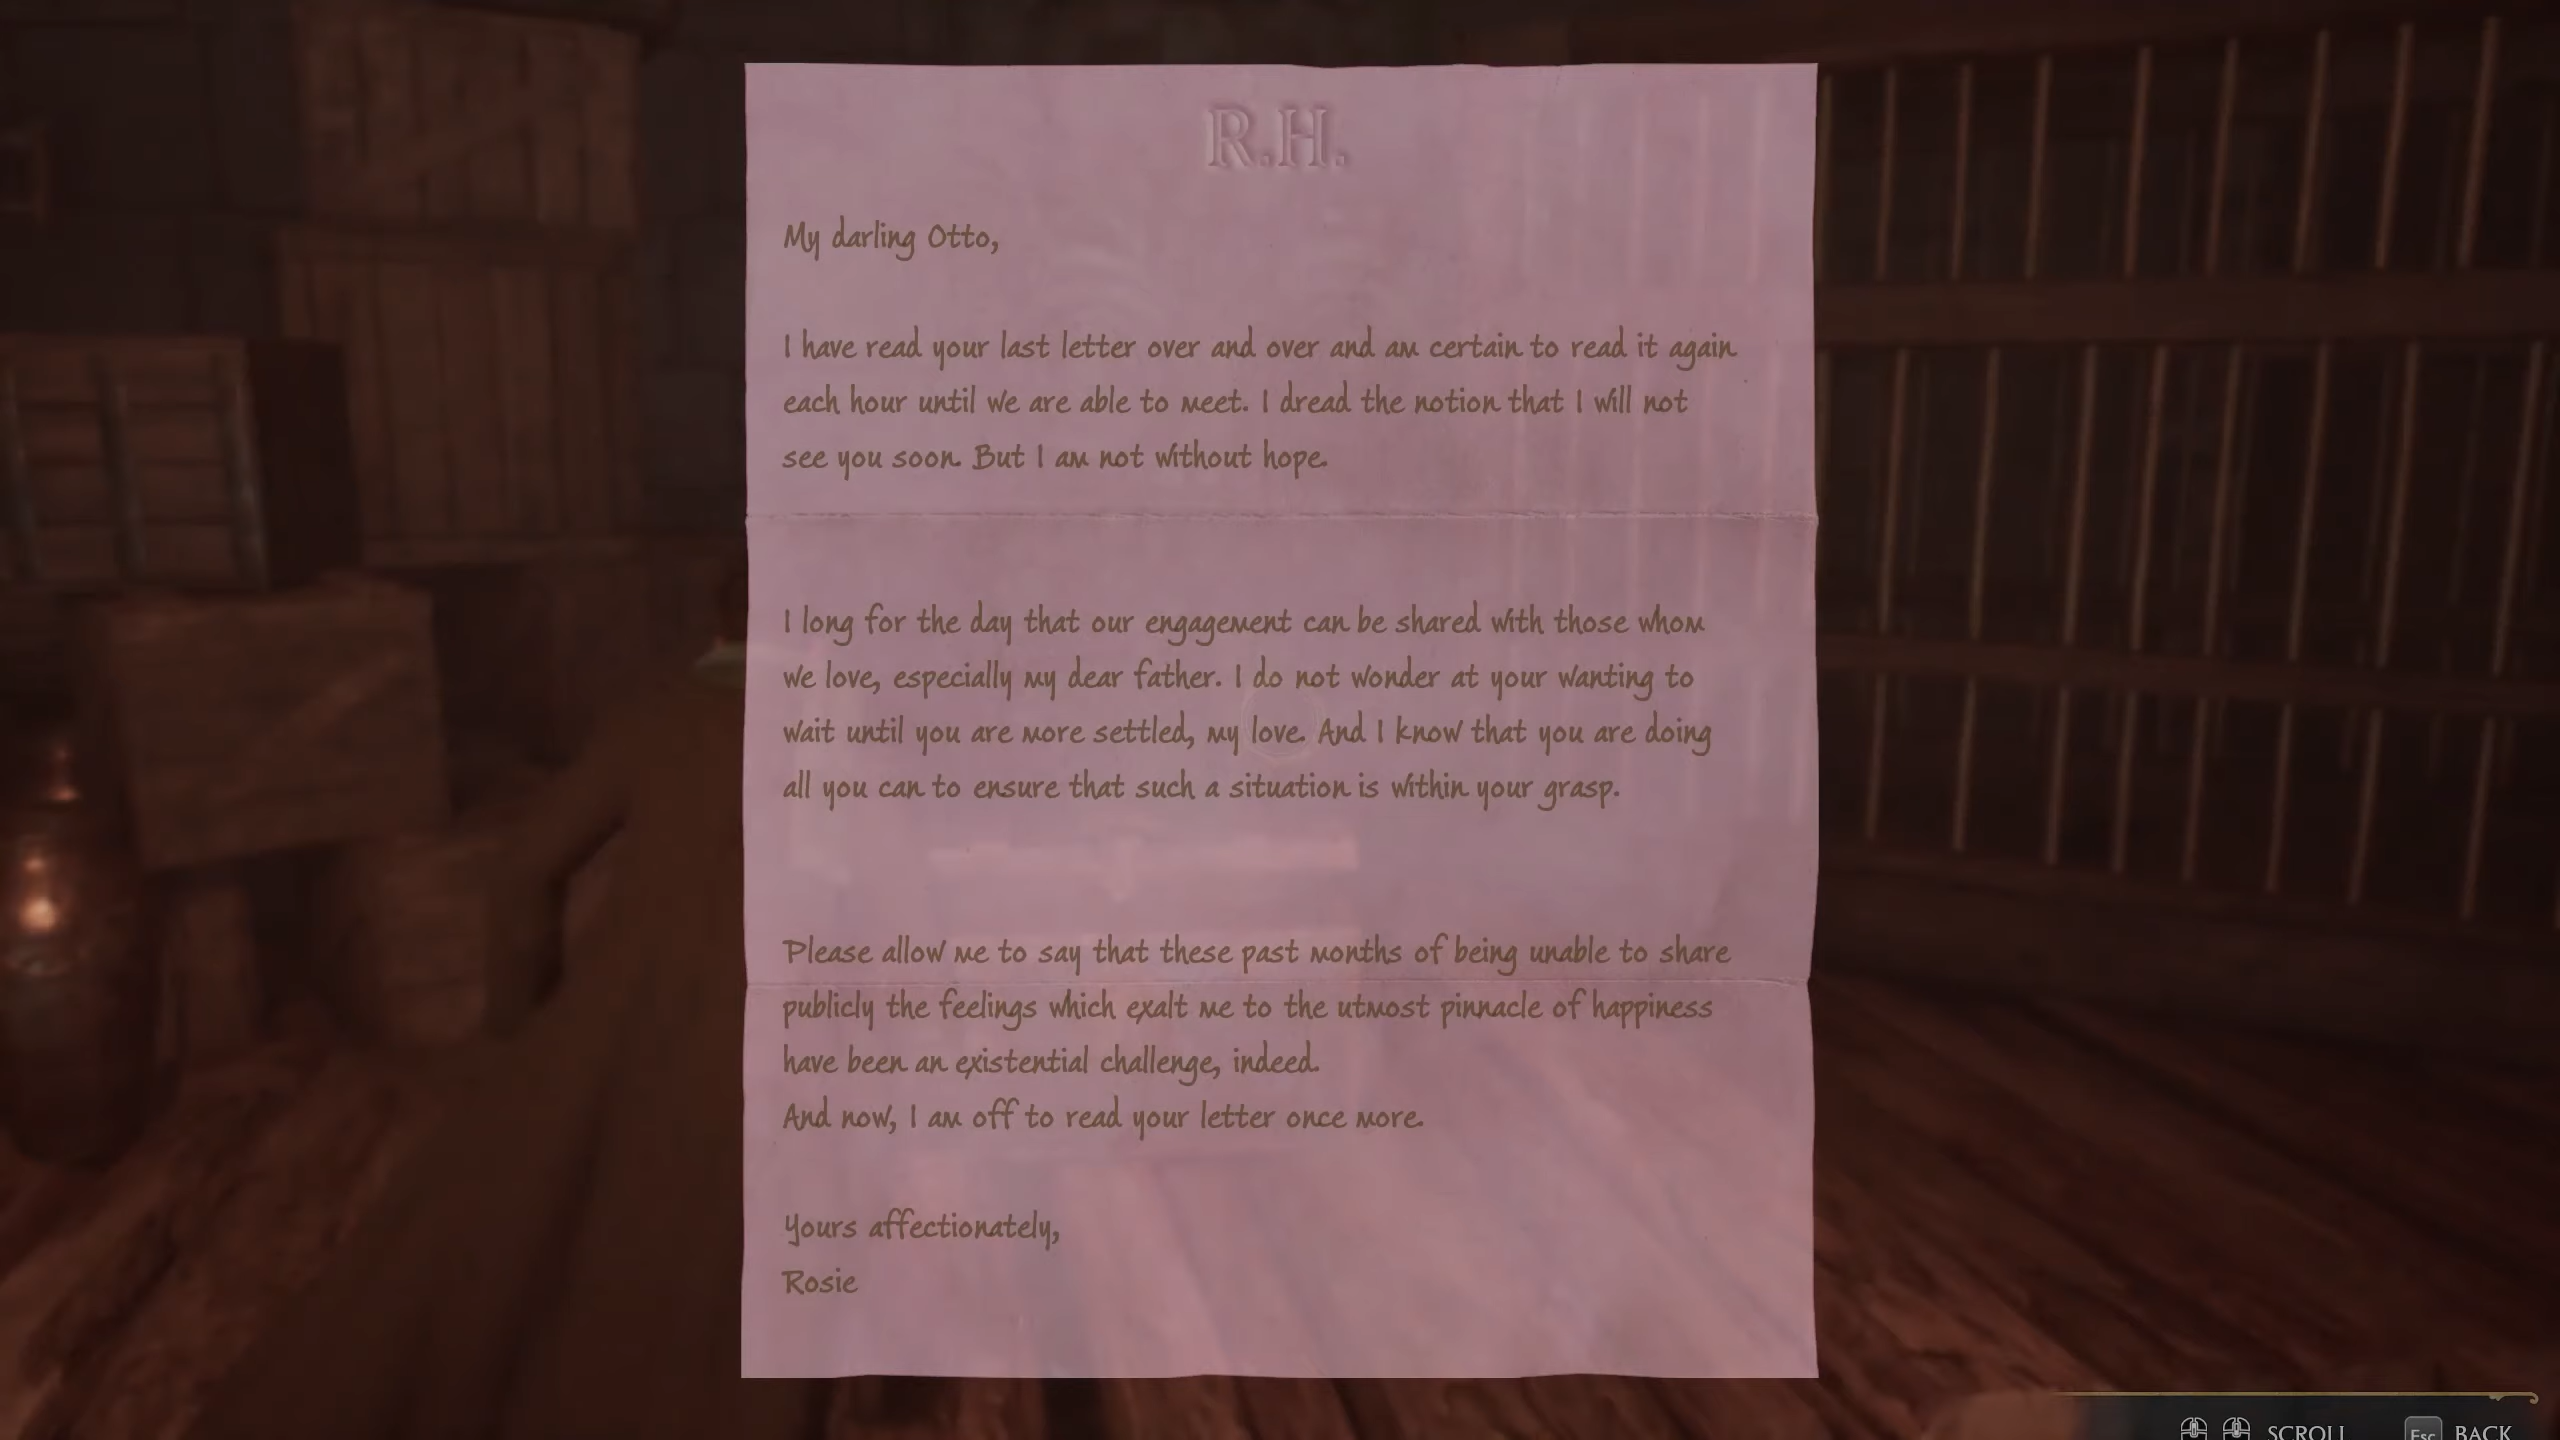 R.H.
My darling Otto,
I have read your last letter over and over and am certain to read it again
each hour until we are able to meet. I dread the notion that I will not
see you soon. But I am not without hope.
I long for the day that our engagement can be shared with those whom
we love, especially my dear father. I do not wonder at your wanting to
wait until you are more settled, my love. And I know that you are doing
all you can to ensure that such a situation is within your grasp.
Please allow me to say that these past months of being unable to share
publicly the feelings which exalt me to the utmost pinnacle of happiness
have been an existential challenge, indeed.
And now, I am off to read your letter once more.
Yours affectionately,
Rosie
SCROLL Esc BACK